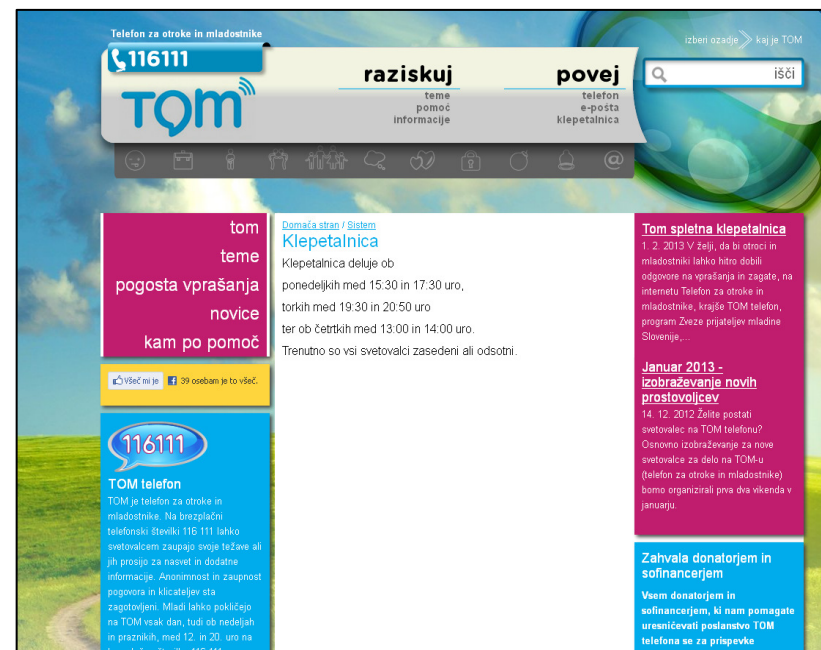 Telefon za otroke in mladostnike
116111
TOM
raziskuj
teme
pomoč
informacije
povej
telefon
e-pošta
klepetalnica
izberi ozadje
kaj je TOM
išči
@
tom
teme
pogosta vprašanja
novice
kam po pomoč
Všeč mi je
39 osebam je to všeč.
116111
TOM telefon
TOM je telefon za otroke in
mladostnike. Na brezplačni
telefonski številki 116 111 lahko
svetovalcem zaupajo svoje težave ali
jih prosijo za nasvet in dodatne
informacije. Anonimnost in zaupnost
pogovora in klicateljev sta
zagotovljeni. Mladi lahko pokličejo
na TOM vsak dan, tudi ob nedeljah
in praznikih, med 12. in 20. uro na
Domača stran / Sistem
Klepetalnica
Klepetalnica deluje ob
ponedeljkih med 15:30 in 17:30 uro,
torkih med 19:30 in 20:50 uro
ter ob četrtkih med 13:00 in 14:00 uro.
Trenutno so vsi svetovalci zasedeni ali odsotni.
Tom spletna klepetalnica
1. 2. 2013 V želji, da bi otroci in
mladostniki lahko hitro dobili
odgovore na vprašanja in zagate, na
internetu Telefon za otroke in
mladostnike, krajše TOM telefon,
program Zveze prijateljev mladine
Slovenije,...
Januar 2013 -
izobraževanje novih
prostovoljcev
14. 12. 2012 Želite postati
svetovalec na TOM telefonu?
Osnovno izobraževanje za nove
svetovalce za delo na TOM-u
(telefon za otroke in mladostnike)
bomo organizirali prva dva vikenda v
januarju.
Zahvala donatorjem in
sofinancerjem
Vsem donatorjem in
sofinancerjem, ki nam pomagate
uresničevati poslanstvo TOM
telefona se za prispevke